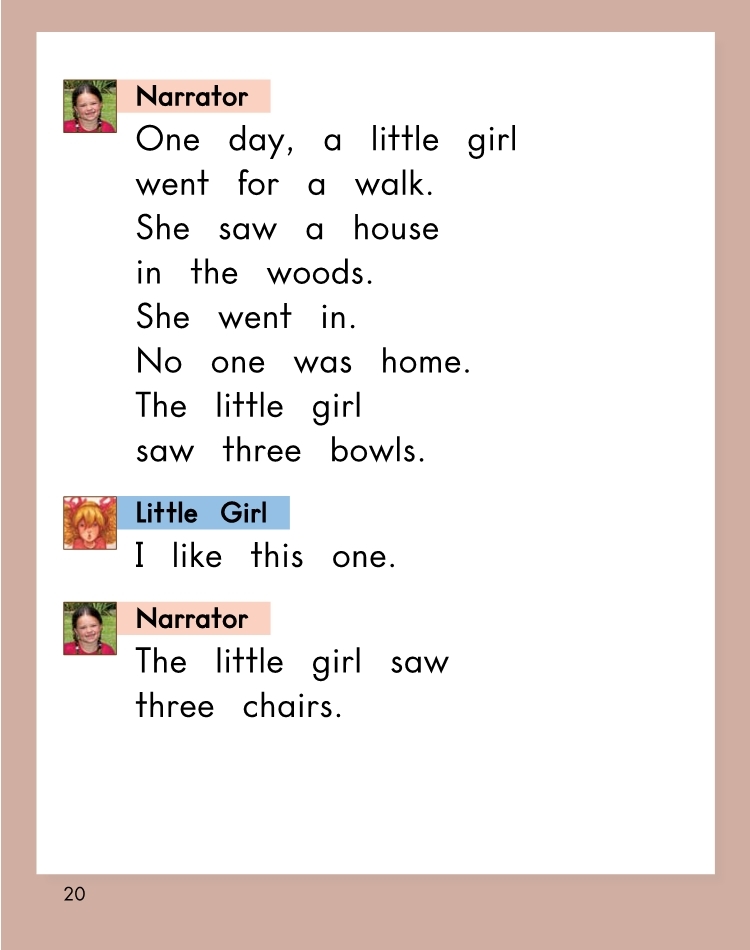 Narrator
One day, a little girl
went for a walk.
She saw a house
in the woods.
She went in.
No one was home.
The little girl
saw three bowls.
Little Girl
I like this one.
Narrator
The little girl saw
three chairs.
20